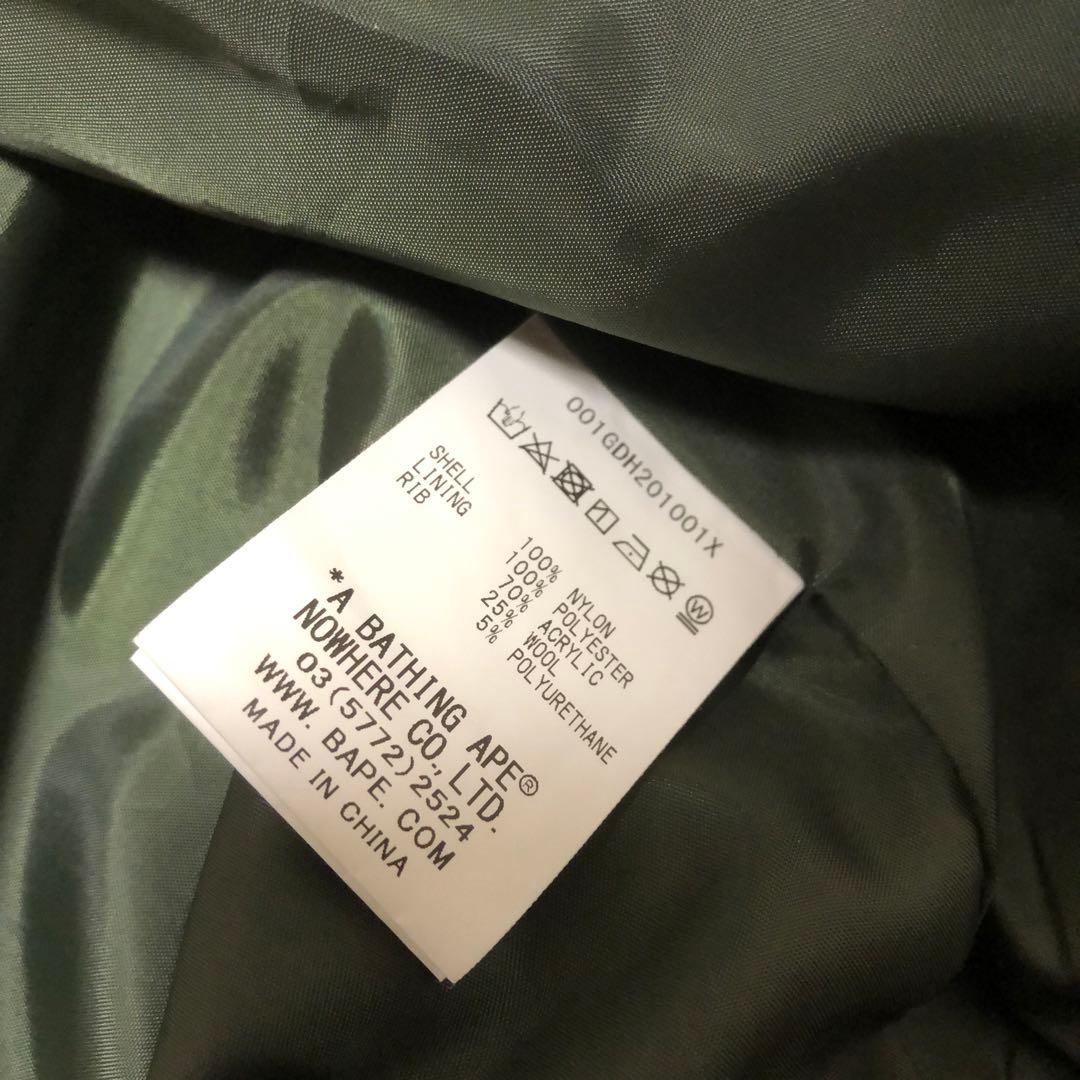 001GDH201001X
W
SHELL 100% NYLON
LINING 100% POLYESTER
RIB 70% ACRYLIC
25% WOOL
5% POLYURETHANE
*A BATHING APE®
NOWHERE CO., LTD.
03(5772)2524
WWW. BAPE. COM
MADE IN CHINA